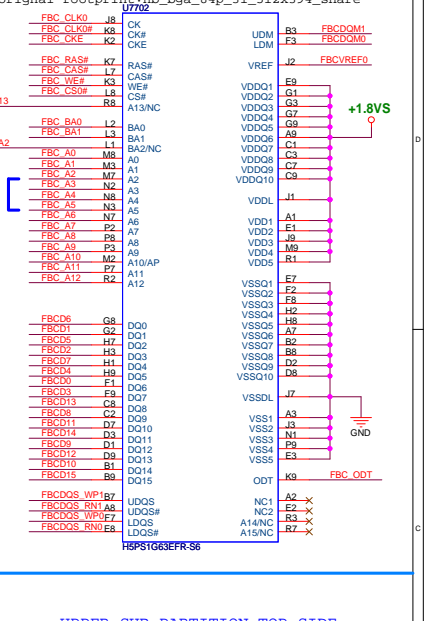 U7702
FBC_CLK0 J8 CK
FBC_CLK0# K8 CK#
FBC_CKE K2 CKE
FBC_RAS# K7 RAS#
FBC_CAS# L7 CAS#
FBC_WE# K3 WE#
FBC_CS0# L8 CS#
13 R8 A13/NC
FBC_BA0 L2 BA0
FBC_BA1 L3 BA1
A2 L1 BA2/NC
FBC_A0 M8 A0
FBC_A1 M3 A1
FBC_A2 M7 A2
FBC_A3 N2 A3
FBC_A4 N8 A4
FBC_A5 N3 A5
FBC_A6 N7 A6
FBC_A7 P2 A7
FBC_A8 P8 A8
FBC_A9 P3 A9
FBC_A10 M2 A10/AP
FBC_A11 P7 A11
FBC_A12 R2 A12
FBCD6 G8 DQ0
FBCD1 G2 DQ1
FBCD5 H7 DQ2
FBCD2 H3 DQ3
FBCD7 H1 DQ4
FBCD4 H9 DQ5
FBCD0 F1 DQ6
FBCD3 F9 DQ7
FBCD13 C8 DQ8
FBCD8 C2 DQ9
FBCD11 D7 DQ10
FBCD14 D3 DQ11
FBCD9 D1 DQ12
FBCD12 D9 DQ13
FBCD10 B1 DQ14
FBCD15 B9 DQ15
FBCDQS_WP1 B7 UDQS
FBCDQS_RN1 A8 UDQS#
FBCDQS_WP0 F7 LDQS
FBCDQS_RN0 E8 LDQS#
UDM B3 FBCDQM1
LDM F3 FBCDQM0
VREF J2 FBCVREF0
VDDQ1 E9
VDDQ2 G1
VDDQ3 G3
VDDQ4 G7
VDDQ5 G9
VDDQ6 A9
VDDQ7 C1
VDDQ8 C3
VDDQ9 C7
VDDQ10 C9
+1.8VS
VDDL J1
VDD1 A1
VDD2 E1
VDD3 J9
VDD4 M9
VDD5 R1
VSSQ1 E7
VSSQ2 F2
VSSQ3 F8
VSSQ4 H2
VSSQ5 H8
VSSQ6 A7
VSSQ7 B2
VSSQ8 B8
VSSQ9 D2
VSSQ10 D8
VSSDL J7
VSS1 A3
VSS2 J3
VSS3 N1
VSS4 P9
VSS5 E3
GND
ODT K9 FBC_ODT
NC1 A2
NC2 E2
A14/NC R3
A15/NC R7
H5PS1G63EFR-S6
D
C